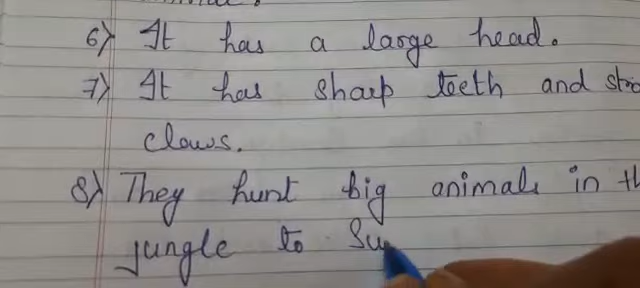 6) It has a large head.
7) It has sharp teeth and
claws.
8) They hunt big animals in
jungle to Su